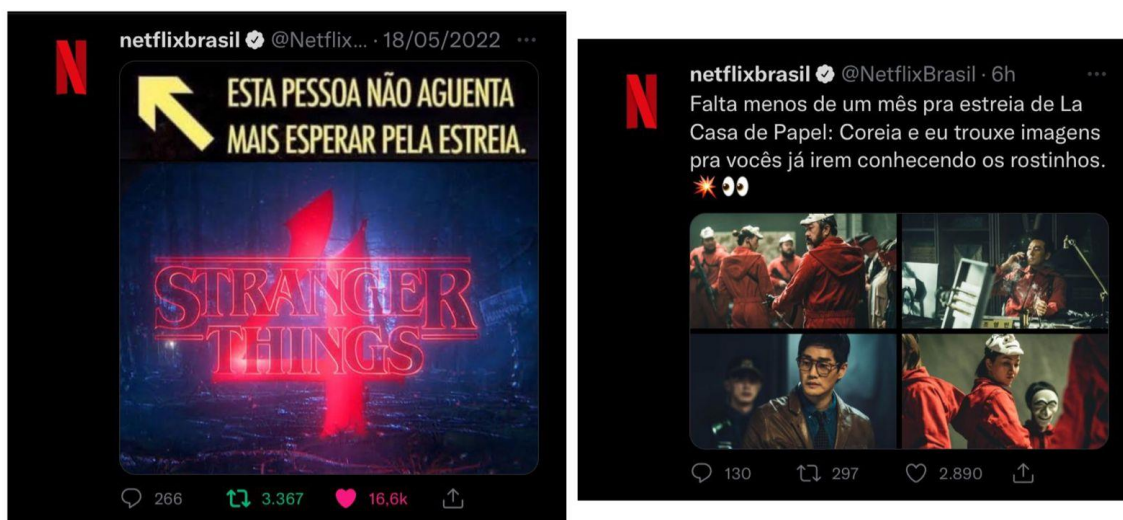 netflixbrasil @Netflix... · 18/05/2022
ESTA PESSOA NÃO AGUENTA
MAIS ESPERAR PELA ESTREIA.
4
STRANGER
THINGS
266 3.367 16,6k
netflixbrasil @NetflixBrasil · 6h
Falta menos de um mês pra estreia de La
Casa de Papel: Coreia e eu trouxe imagens
pra vocês já irem conhecendo os rostinhos.
💥👀
130 297 2.890